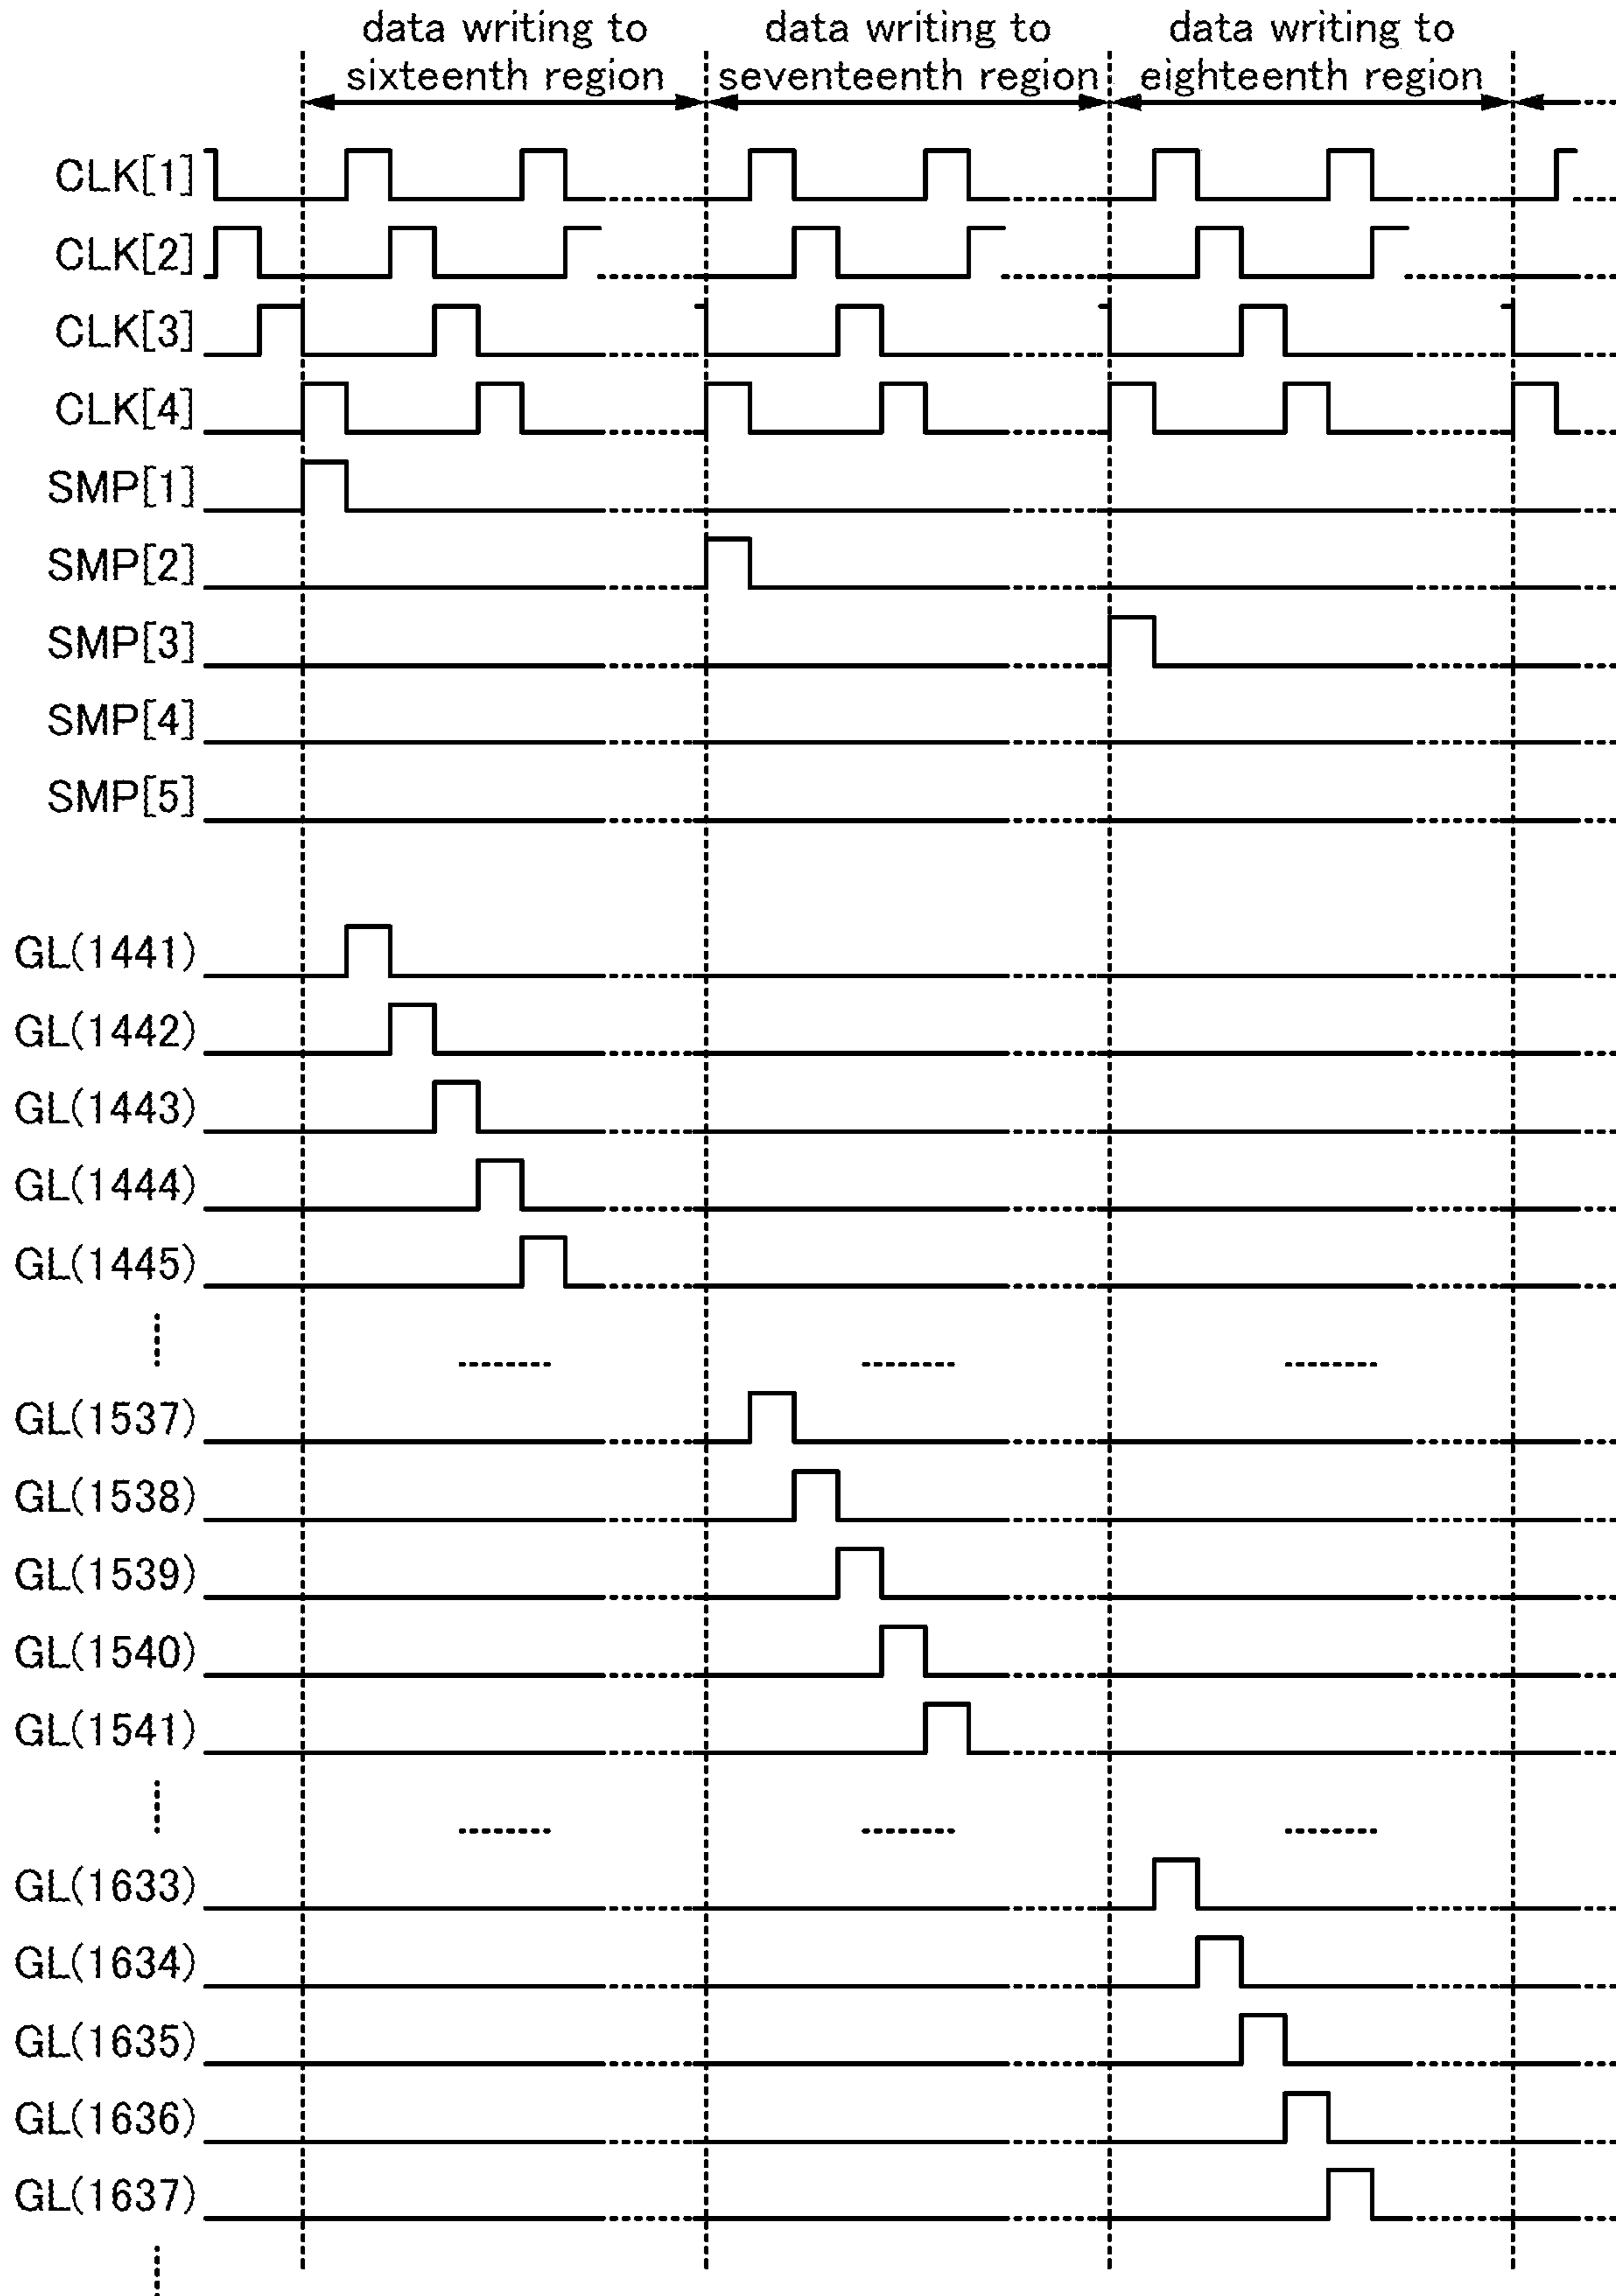 data writing to
sixteenth region
data writing to
seventeenth region
data writing to
eighteenth region
CLK[1]
CLK[2]
CLK[3]
CLK[4]
SMP[1]
SMP[2]
SMP[3]
SMP[4]
SMP[5]
GL(1441)
GL(1442)
GL(1443)
GL(1444)
GL(1445)
GL(1537)
GL(1538)
GL(1539)
GL(1540)
GL(1541)
GL(1633)
GL(1634)
GL(1635)
GL(1636)
GL(1637)